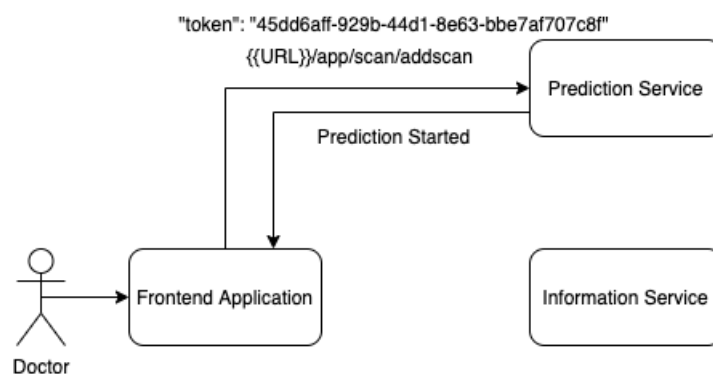 "token": "45dd6aff-929b-44d1-8e63-bbe7af707c8f"
{{URL}}/app/scan/addscan
Prediction Service
Prediction Started
Frontend Application
Information Service
Doctor